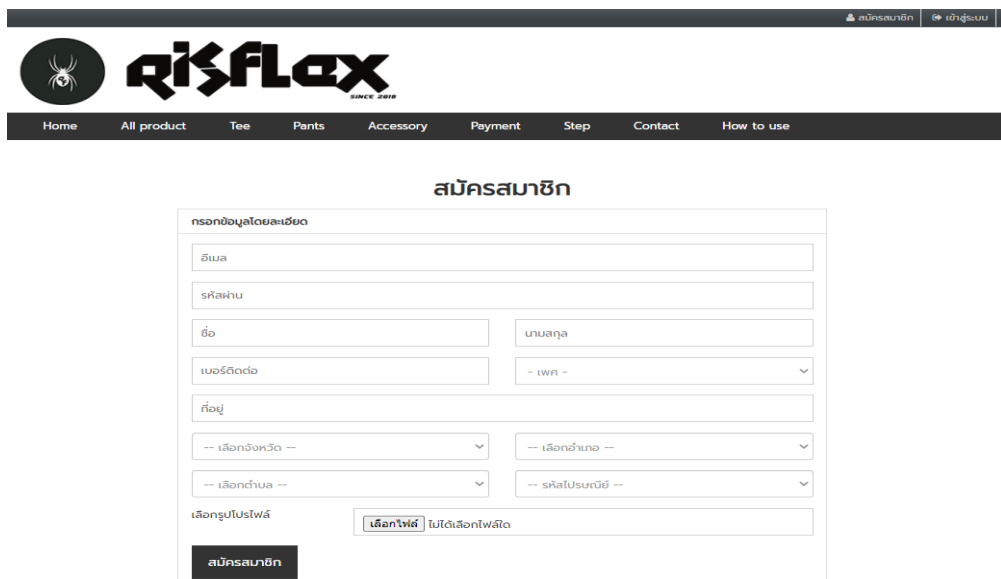 สมัครสมาชิก เข้าสู่ระบบ
RISFLAX
SINCE 2010
Home All product Tee Pants Accessory Payment Step Contact How to use
สมัครสมาชิก
กรอกข้อมูลโดยละเอียด
อีเมล
รหัสผ่าน
ชื่อ นามสกุล
เบอร์ติดต่อ - เพศ -
ที่อยู่
-- เลือกจังหวัด -- -- เลือกอำเภอ --
-- เลือกตำบล -- -- รหัสไปรษณีย์ --
เลือกรูปโปรไฟล์ เลือกไฟล์ ไม่ได้เลือกไฟล์ใด
สมัครสมาชิก